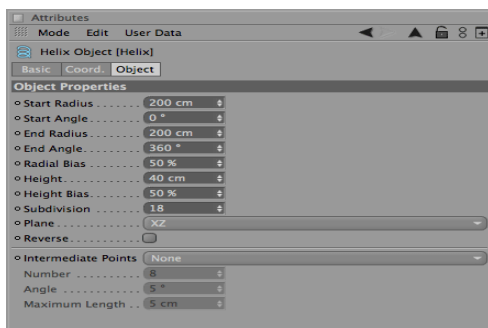 Attributes
Mode Edit User Data
Helix Object [Helix]
Basic Coord. Object
Object Properties
Start Radius . . . . . . . 200 cm
Start Angle . . . . . . . . 0 °
End Radius . . . . . . . . 200 cm
End Angle . . . . . . . . . 360 °
Radial Bias . . . . . . . . 50 %
Height. . . . . . . . . . . . 40 cm
Height Bias. . . . . . . . 50 %
Subdivision . . . . . . . 18
Plane . . . . . . . . . . . . . XZ
Reverse. . . . . . . . . . .
Intermediate Points None
Number . . . . . . . . . . 8
Angle . . . . . . . . . . . . 5 °
Maximum Length . . 5 cm